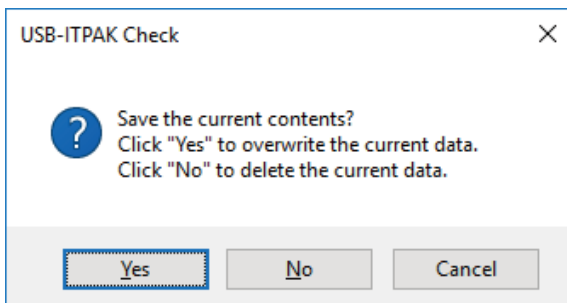 USB-ITPAK Check
Save the current contents?
Click "Yes" to overwrite the current data.
Click "No" to delete the current data.
Yes No Cancel